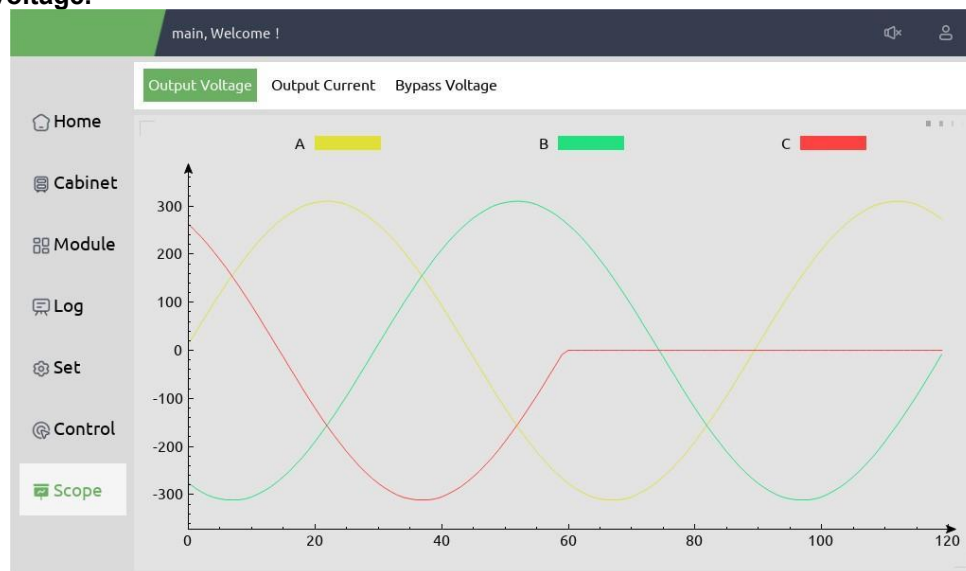 voltage.
main, Welcome !
Output Voltage Output Current Bypass Voltage
Home
Cabinet
Module
Log
Set
Control
Scope
A B C
300
200
100
0
-100
-200
-300
0 20 40 60 80 100 120